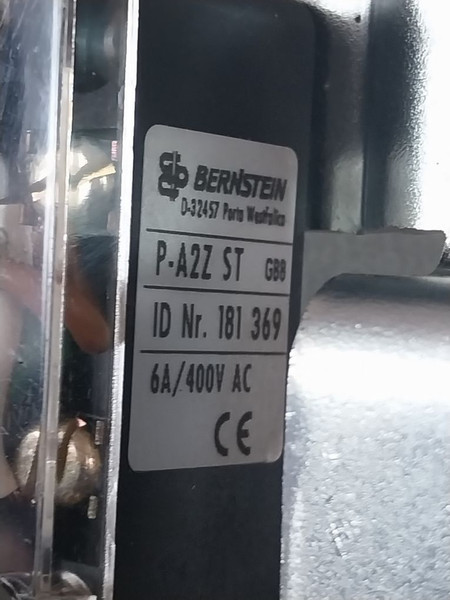 BERNSTEIN
D-32457 Porta Westfalica
P-A2Z ST GB8
ID Nr. 181 369
6A/400V AC
CE